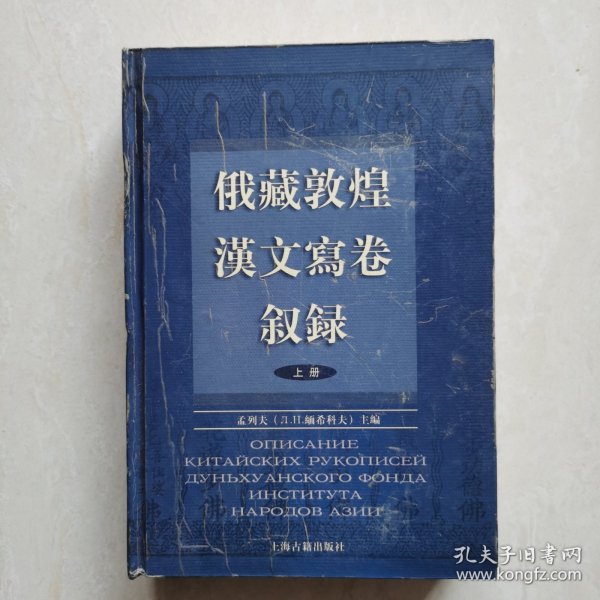 俄藏敦煌
漢文寫卷
叙録
上册
孟列夫（Л.Н.緬希科夫）主編
ОПИСАНИЕ
КИТАЙСКИХ РУКОПИСЕЙ
ДУНЬХУАНСКОГО ФОНДА
ИНСТИТУТА
НАРОДОВ АЗИИ
上海古籍出版社
孔夫子旧书网
www.kongfz.com